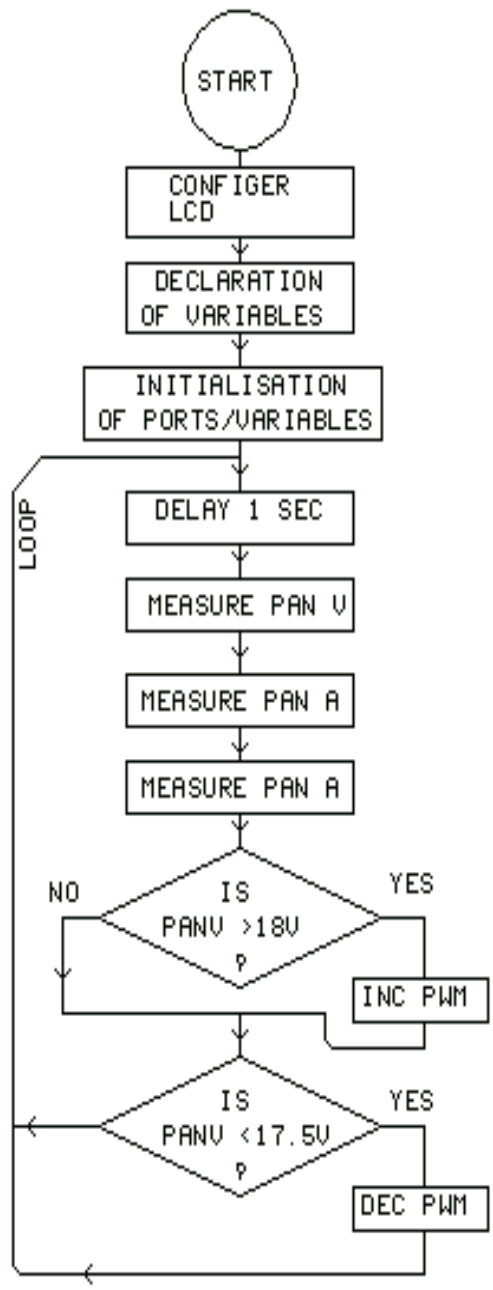 START
CONFIGER
LCD
DECLARATION
OF VARIABLES
INITIALISATION
OF PORTS/VARIABLES
LOOP
DELAY 1 SEC
MEASURE PAN V
MEASURE PAN A
MEASURE PAN A
NO
IS
PANV >18V
?
YES
INC PWM
IS
PANV <17.5V
?
YES
DEC PWM